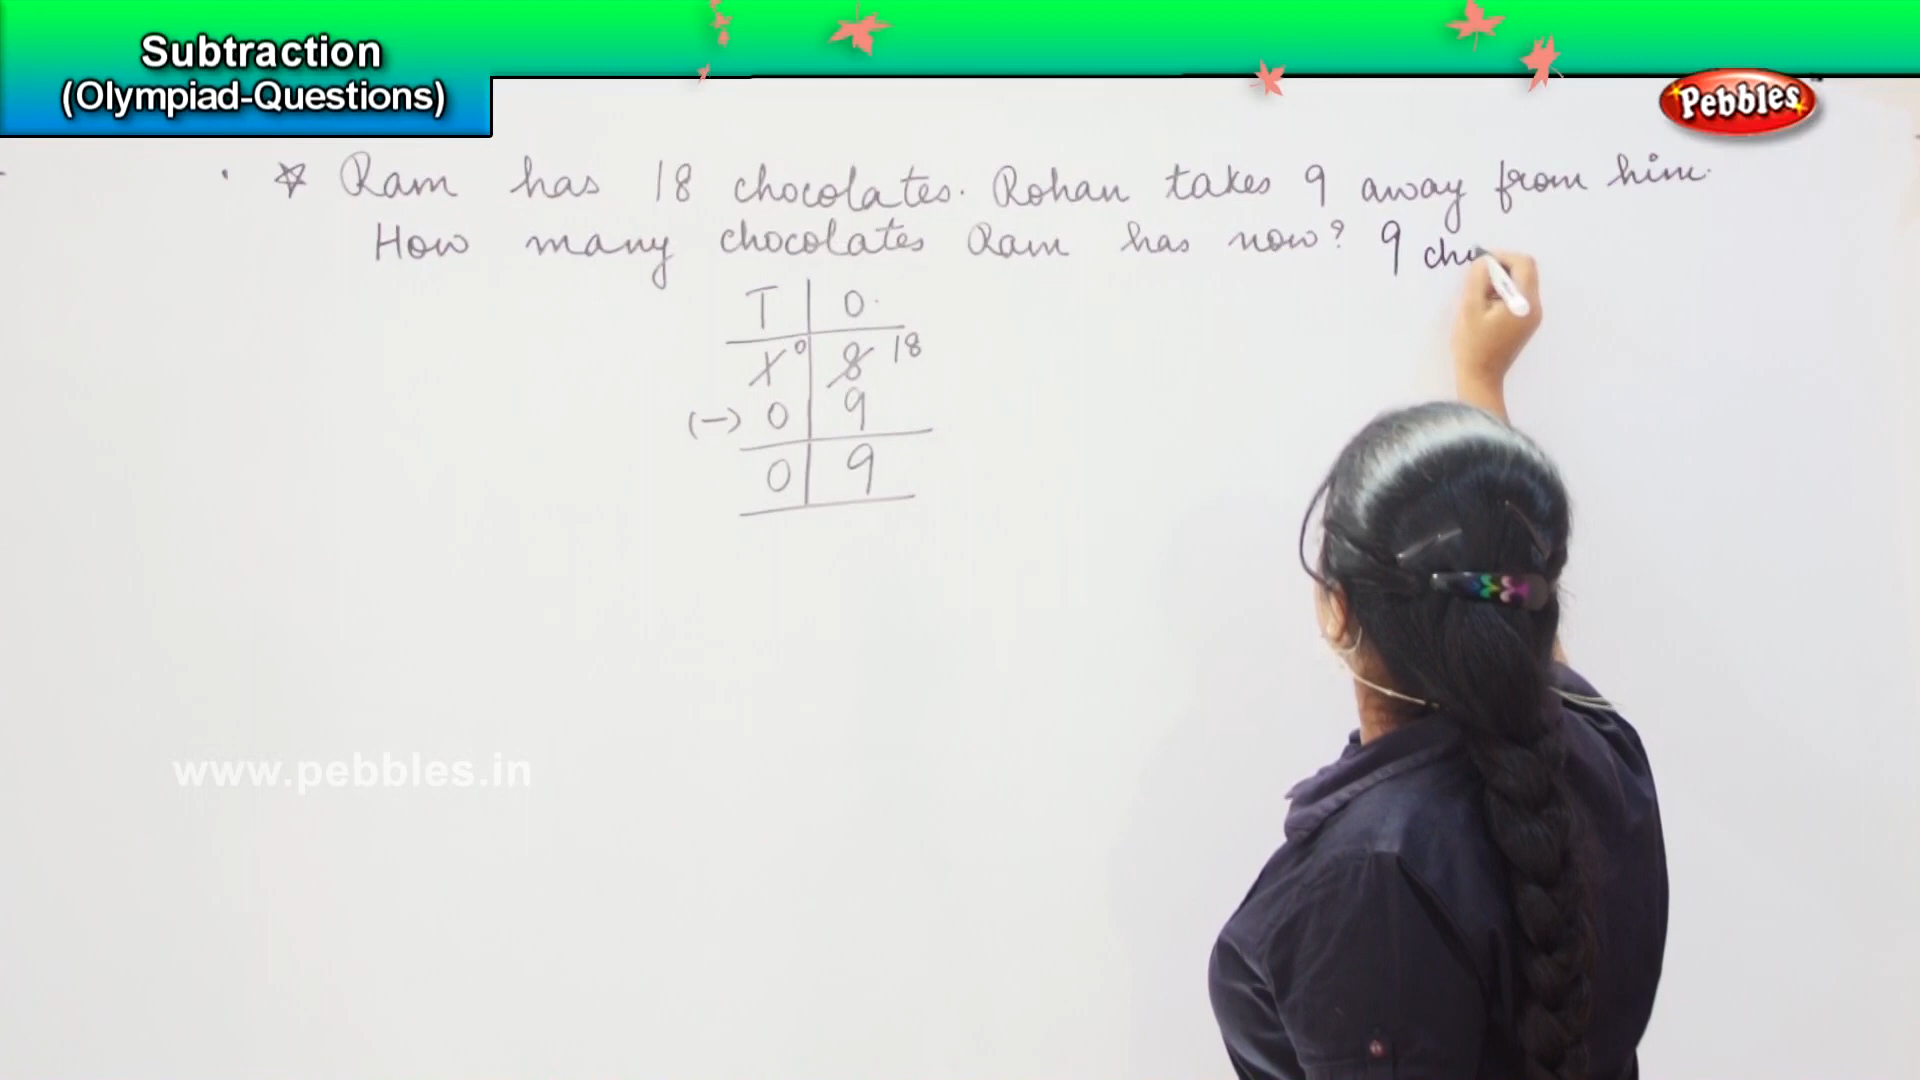 Subtraction
(Olympiad-Questions)
Pebbles
Ram has 18 chocolates. Rohan takes 9 away from him.
How many chocolates Ram has now? 9 cho
T | O
1 0 | 8 18
(-) 0 | 9
0 | 9
www.pebbles.in